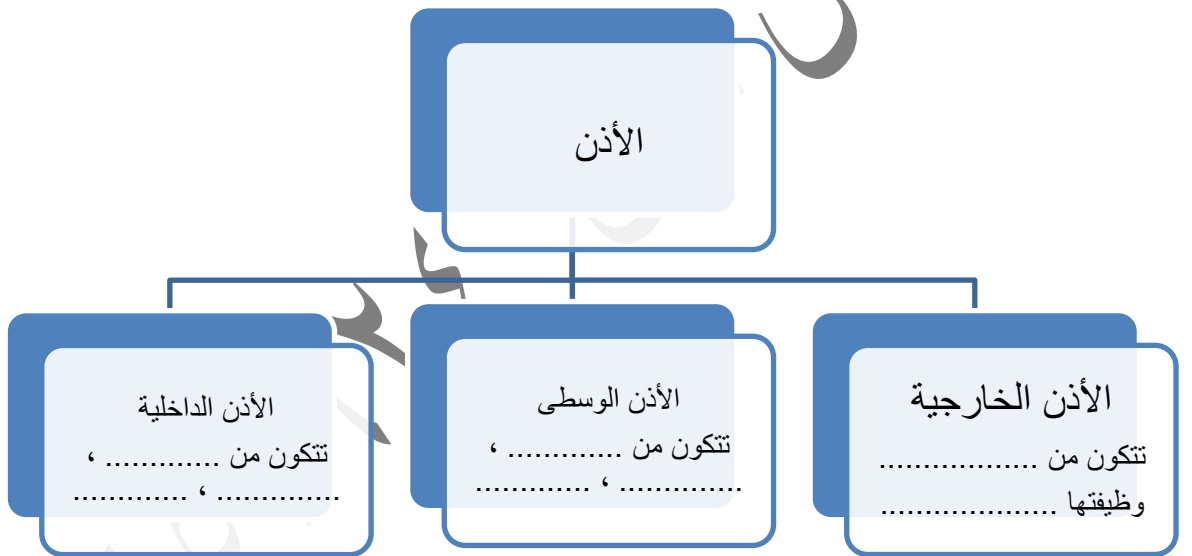 الأذن
الأذن الخارجية
تتكون من ..................
وظيفتها ....................
الأذن الوسطى
تتكون من ............. ،
.............. ، .............
الأذن الداخلية
تتكون من ............. ،
.............. ، .............